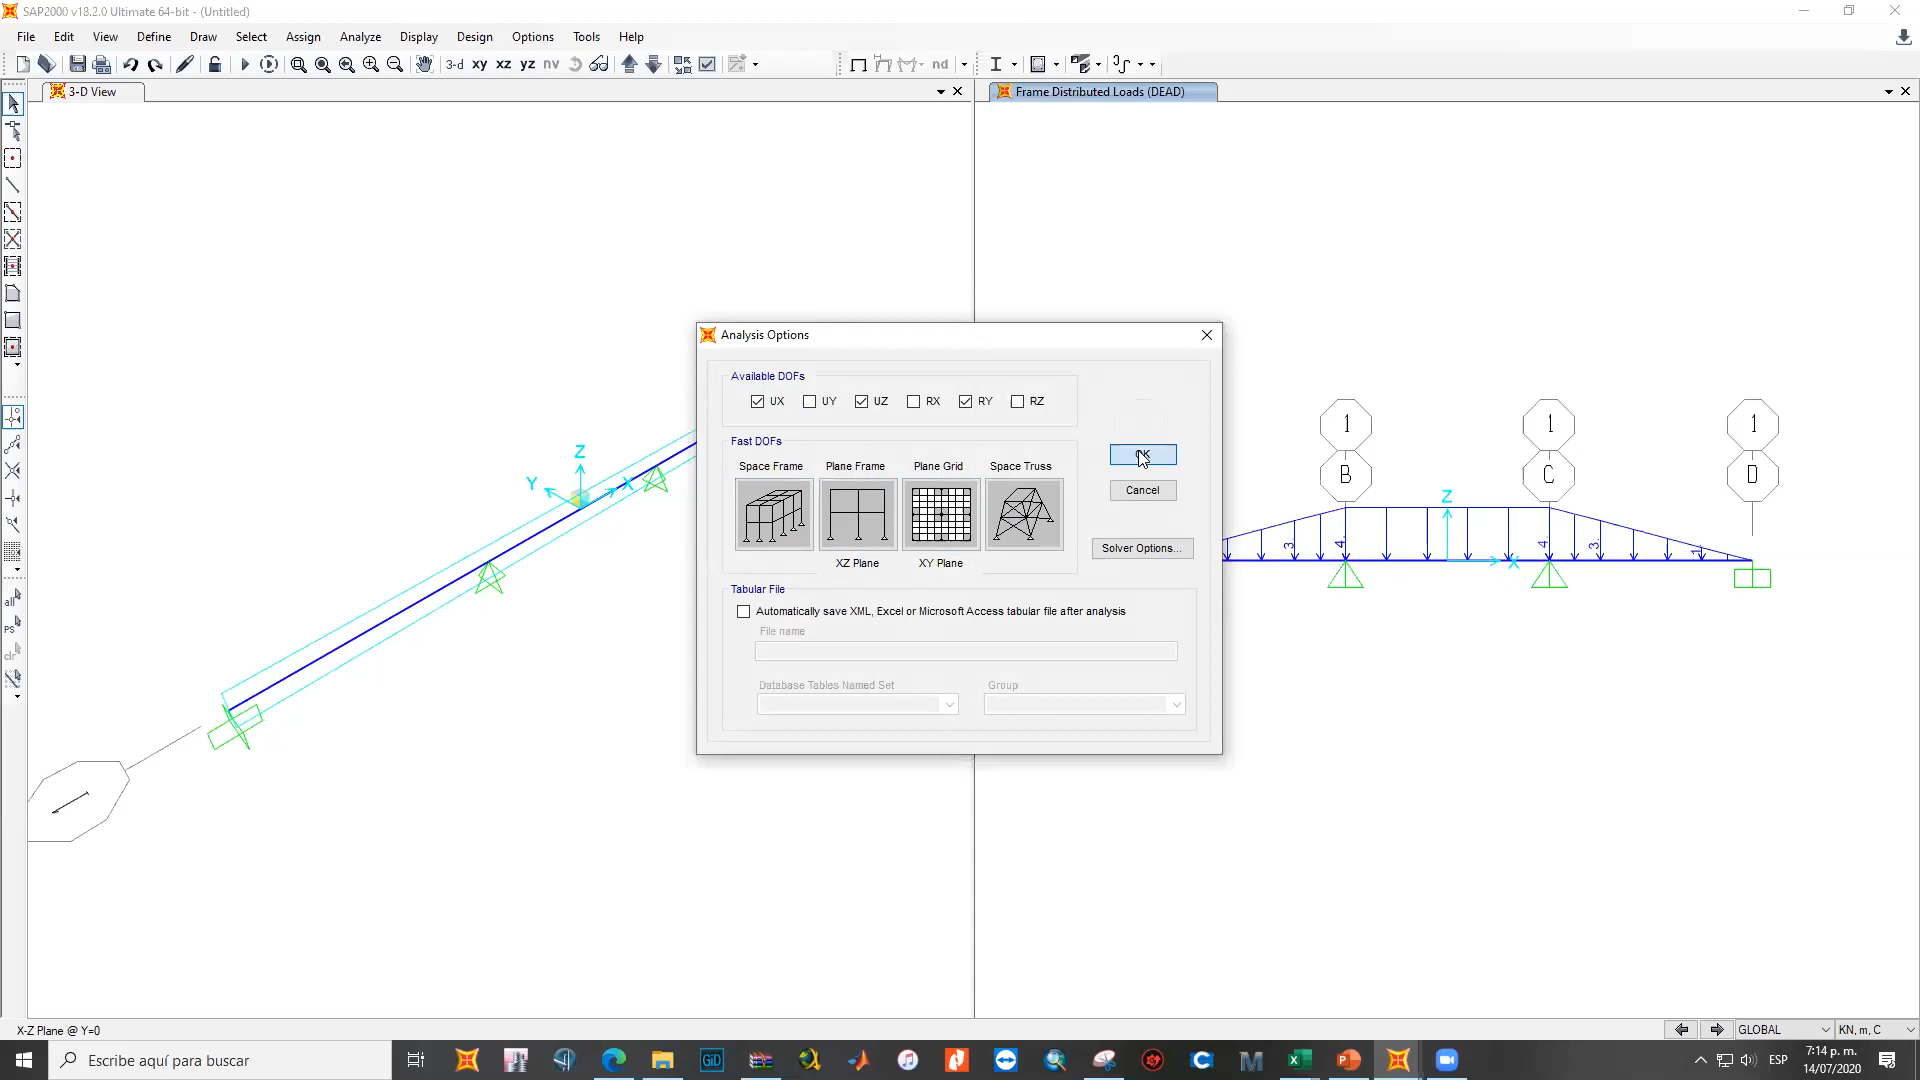 SAP2000 v18.2.0 Ultimate 64-bit - (Untitled)
File Edit View Define Draw Select Assign Analyze Display Design Options Tools Help
3-d xy xz yz nv nd
3-D View
Frame Distributed Loads (DEAD)
Analysis Options
Available DOFs
UX UY UZ RX RY RZ
Fast DOFs
Space Frame Plane Frame Plane Grid Space Truss
XZ Plane XY Plane
OK
Cancel
Solver Options...
Tabular File
Automatically save XML, Excel or Microsoft Access tabular file after analysis
File name
Database Tables Named Set Group
Z
Y
X
1 1 1
B C D
Z
X
3. 4. 4. 3. 1.
all
PS
clr
X-Z Plane @ Y=0
GLOBAL
KN, m, C
Escribe aquí para buscar
GiD
ESP
7:14 p. m.
14/07/2020